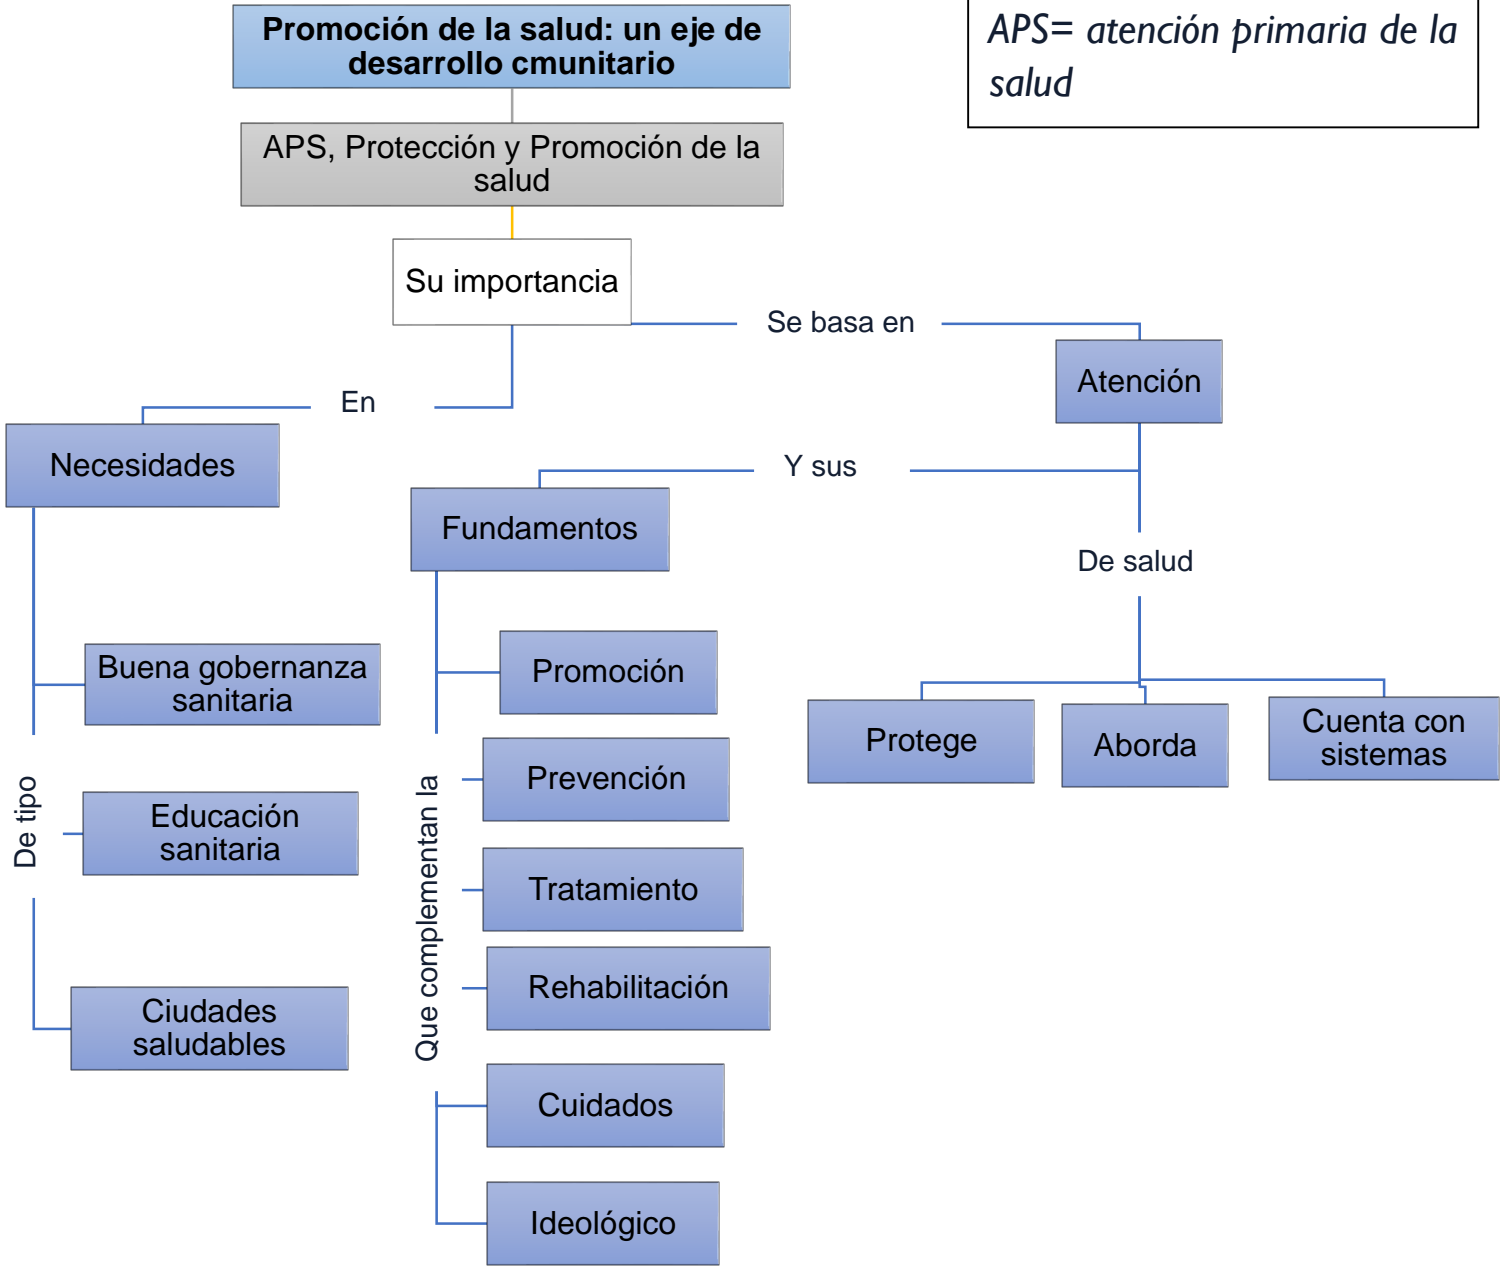 Promoción de la salud: un eje de
desarrollo cmunitario
APS= atención primaria de la
salud
APS, Protección y Promoción de la
salud
Su importancia
Se basa en
Atención
En
Necesidades
Y sus
Fundamentos
De salud
De tipo
Buena gobernanza
sanitaria
Educación
sanitaria
Ciudades
saludables
Que complementan la
Promoción
Prevención
Tratamiento
Rehabilitación
Cuidados
Ideológico
Protege
Aborda
Cuenta con
sistemas